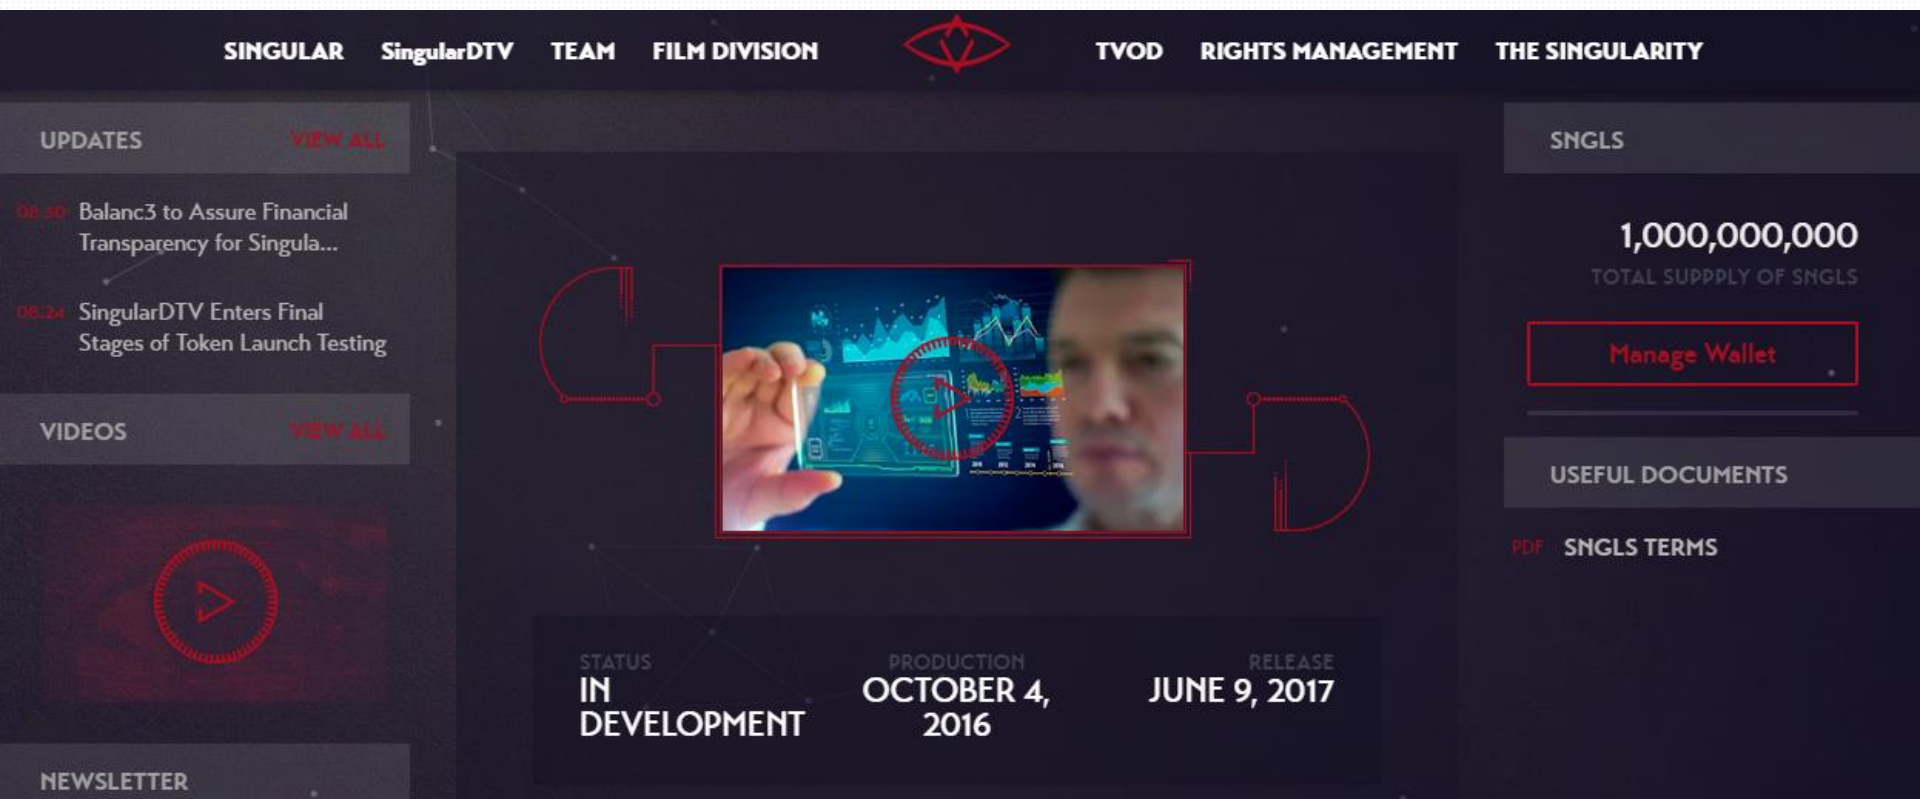 SINGULAR SingularDTV TEAM FILM DIVISION TVOD RIGHTS MANAGEMENT THE SINGULARITY
UPDATES VIEW ALL
08.30 Balanc3 to Assure Financial
Transparency for Singula...
08.24 SingularDTV Enters Final
Stages of Token Launch Testing
VIDEOS VIEW ALL
NEWSLETTER
STATUS
IN
DEVELOPMENT
PRODUCTION
OCTOBER 4,
2016
RELEASE
JUNE 9, 2017
SNGLS
1,000,000,000
TOTAL SUPPPLY OF SNGLS
Manage Wallet
USEFUL DOCUMENTS
PDF SNGLS TERMS